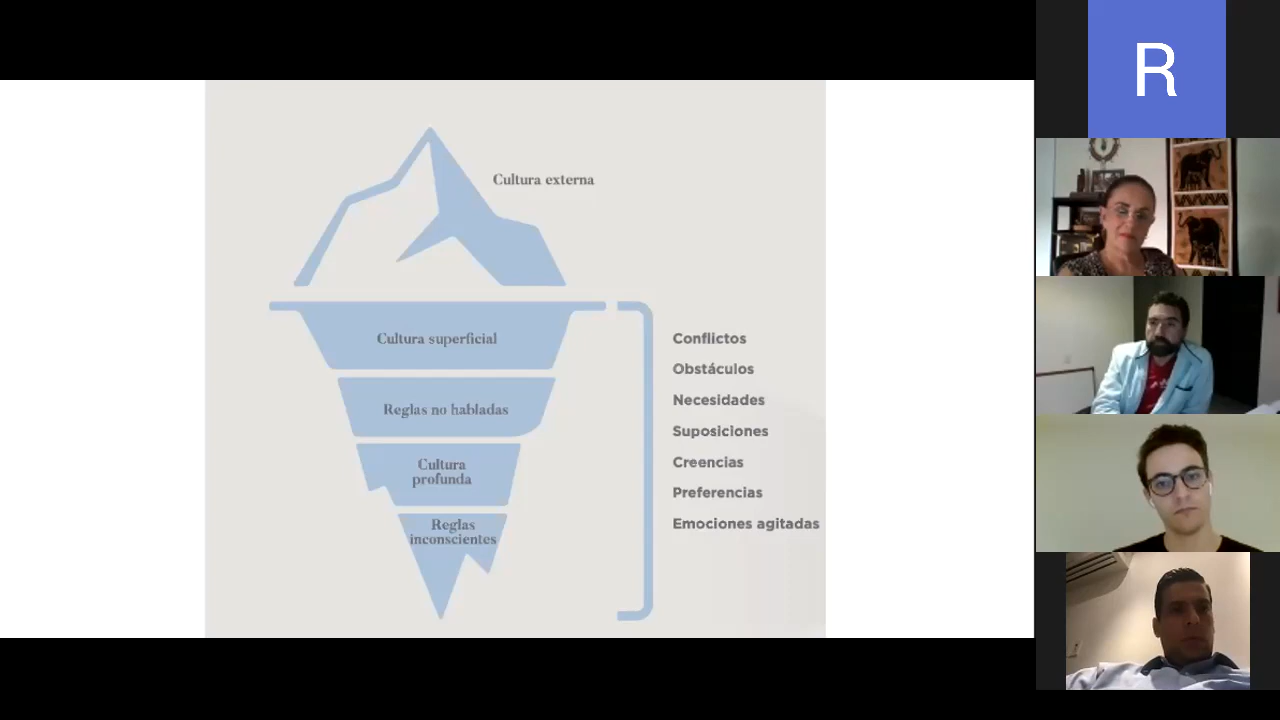 Cultura externa
Cultura superficial
Reglas no habladas
Cultura
profunda
Reglas
inconscientes
Conflictos
Obstáculos
Necesidades
Suposiciones
Creencias
Preferencias
Emociones agitadas
R